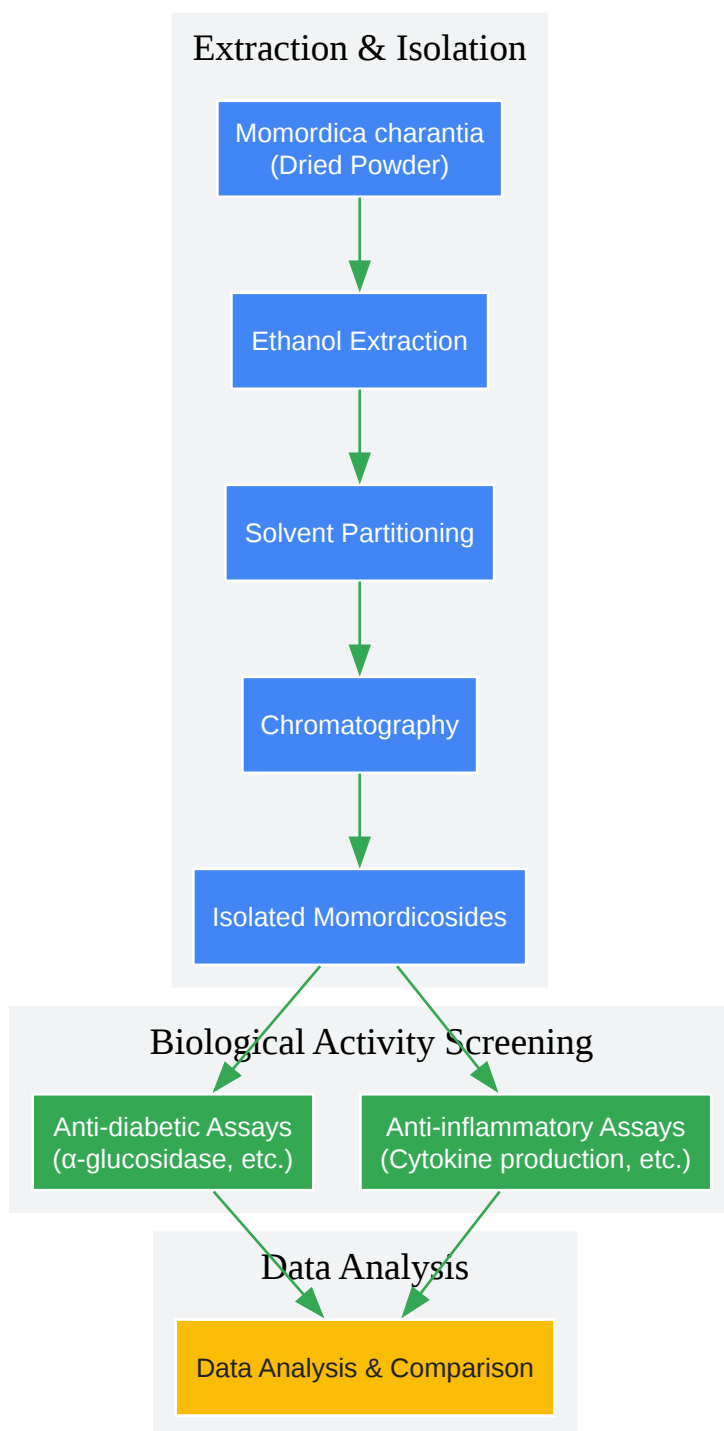 Extraction & Isolation
Momordica charantia
(Dried Powder)
Ethanol Extraction
Solvent Partitioning
Chromatography
Isolated Momordicosides
Biological Activity Screening
Anti-diabetic Assays
(α-glucosidase, etc.)
Anti-inflammatory Assays
(Cytokine production, etc.)
Data Analysis
Data Analysis & Comparison